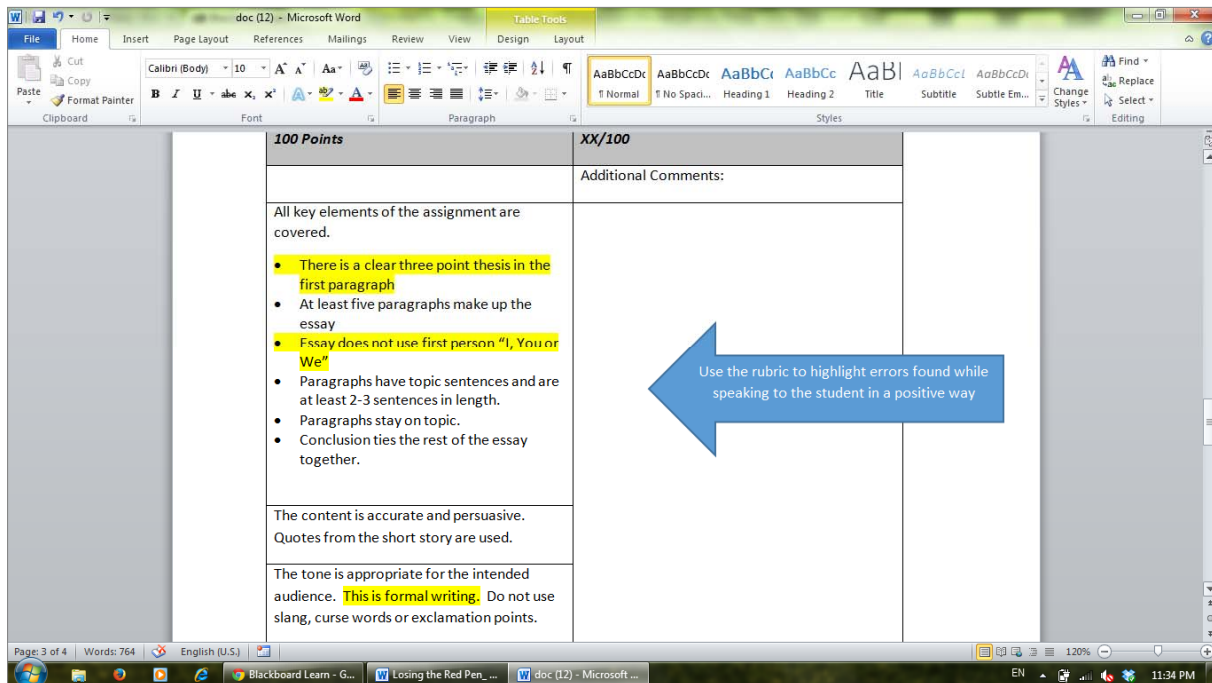 doc (12) - Microsoft Word
Table Tools
File Home Insert Page Layout References Mailings Review View Design Layout
Paste
Cut
Copy
Format Painter
Clipboard
Calibri (Body) 10
Font
Paragraph
AaBbCcDc AaBbCcDc AaBbCc AaBbCc AaBl AaBbCcL AaBbCcDc
¶ Normal ¶ No Spaci... Heading 1 Heading 2 Title Subtitle Subtle Em...
Change
Styles
Styles
Find
Replace
Select
Editing
100 Points
XX/100
Additional Comments:
All key elements of the assignment are
covered.
• There is a clear three point thesis in the
first paragraph
• At least five paragraphs make up the
essay
• Essay does not use first person “I, You or
We”
• Paragraphs have topic sentences and are
at least 2-3 sentences in length.
• Paragraphs stay on topic.
• Conclusion ties the rest of the essay
together.
Use the rubric to highlight errors found while
speaking to the student in a positive way
The content is accurate and persuasive.
Quotes from the short story are used.
The tone is appropriate for the intended
audience. This is formal writing. Do not use
slang, curse words or exclamation points.
Page: 3 of 4 Words: 764 English (U.S.) 120%
Blackboard Learn - G... Losing the Red Pen_ ... doc (12) - Microsoft ... EN 11:34 PM